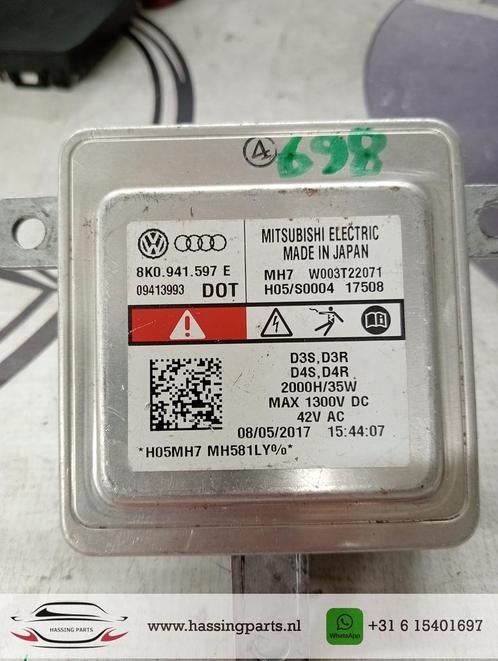 A 698
8K0.941.597 E
09413993 DOT
MITSUBISHI ELECTRIC
MADE IN JAPAN
MH7 W003T22071
H05/S0004 17508
D3S,D3R
D4S,D4R
2000H/35W
MAX 1300V DC
42V AC
08/05/2017 15:44:07
*H05MH7 MH581LY%*
HASSING PARTS
www.hassingparts.nl
WhatsApp
+31 6 15401697